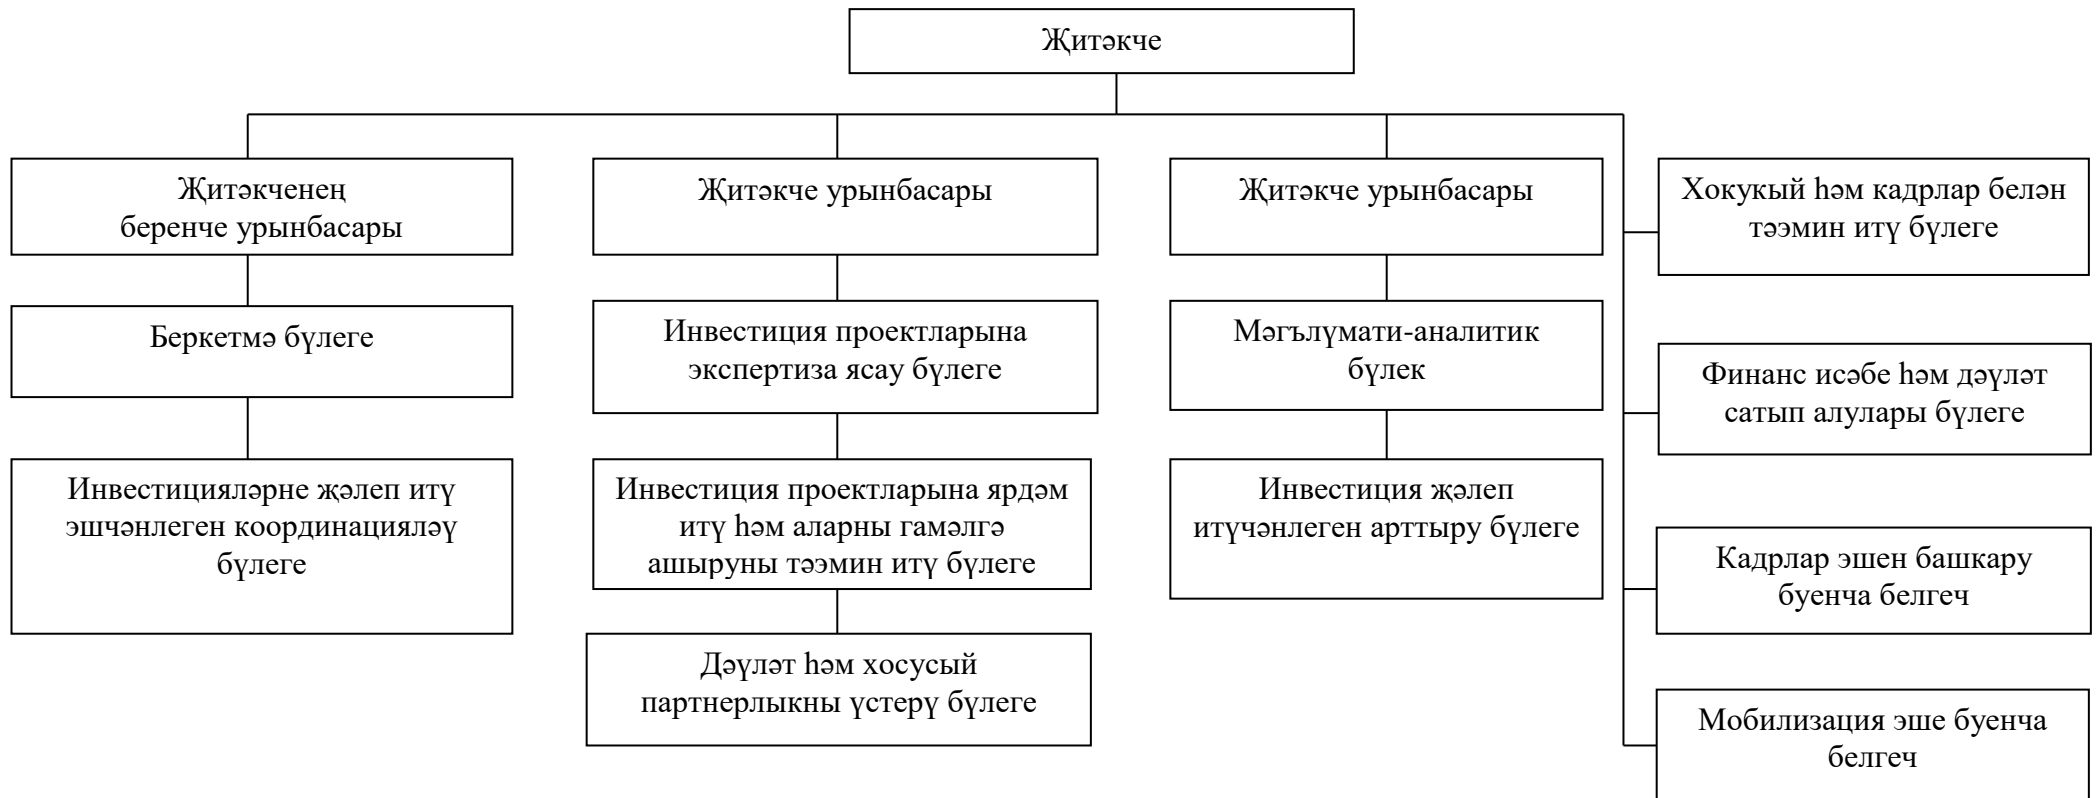 Җитәкче
Җитәкченең
беренче урынбасары
Җитәкче урынбасары
Җитәкче урынбасары
Хокукый һәм кадрлар белән
тәэмин итү бүлеге
Беркетмә бүлеге
Инвестиция проектларына
экспертиза ясау бүлеге
Мәгълүмати-аналитик
бүлек
Финанс исәбе һәм дәүләт
сатып алулары бүлеге
Инвестицияләрне җәлеп итү
эшчәнлеген координацияләү
бүлеге
Инвестиция проектларына ярдәм
итү һәм аларны гамәлгә
ашыруны тәэмин итү бүлеге
Инвестиция җәлеп
итүчәнлеген арттыру бүлеге
Кадрлар эшен башкару
буенча белгеч
Дәүләт һәм хосусый
партнерлыкны үстерү бүлеге
Мобилизация эше буенча
белгеч